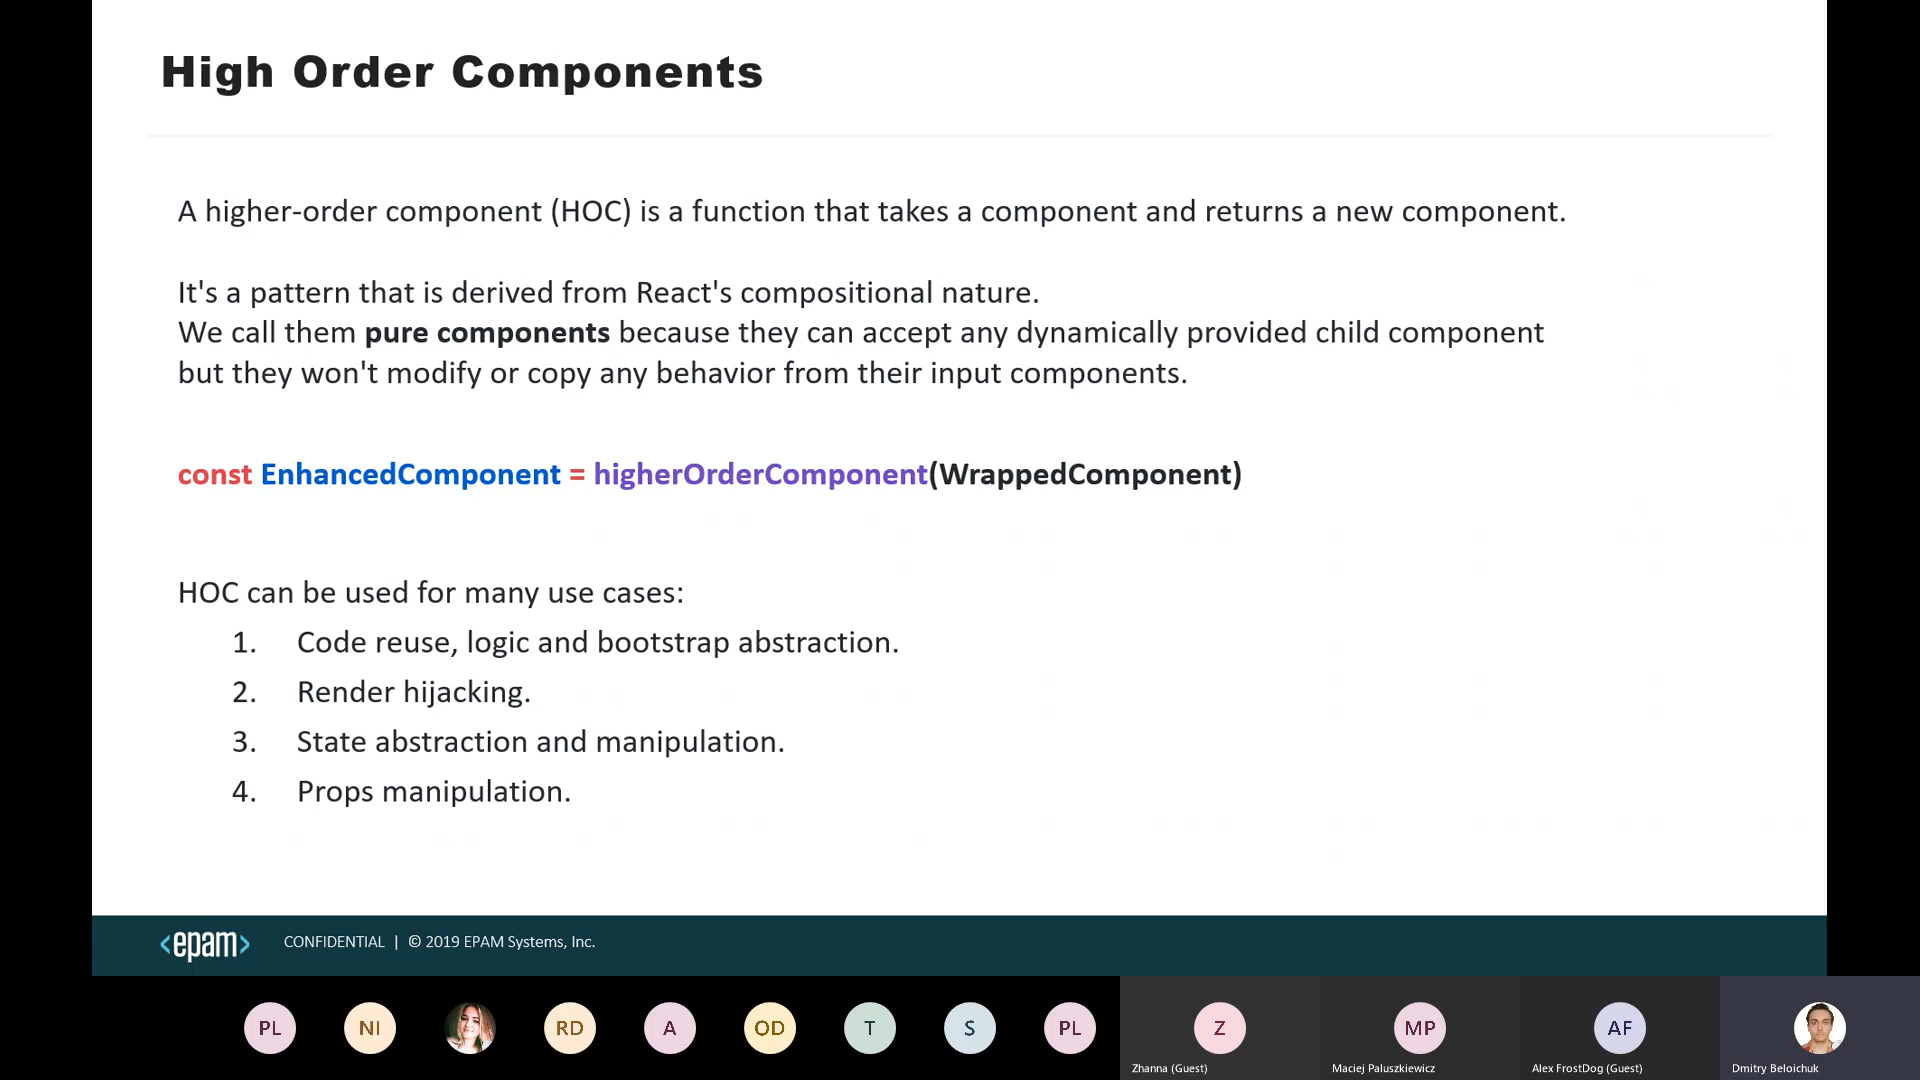 High Order Components
A higher-order component (HOC) is a function that takes a component and returns a new component.
It's a pattern that is derived from React's compositional nature.
We call them pure components because they can accept any dynamically provided child component
but they won't modify or copy any behavior from their input components.
const EnhancedComponent = higherOrderComponent(WrappedComponent)
HOC can be used for many use cases:
1. Code reuse, logic and bootstrap abstraction.
2. Render hijacking.
3. State abstraction and manipulation.
4. Props manipulation.
<epam> CONFIDENTIAL | © 2019 EPAM Systems, Inc.
PL NI RD A OD T S PL Z MP AF
Zhanna (Guest) Maciej Paluszkiewicz Alex FrostDog (Guest) Dmitry Beloichuk